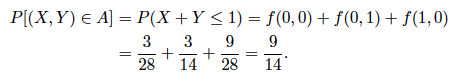 P[(X, Y) ∈ A] = P(X + Y ≤ 1) = f(0, 0) + f(0, 1) + f(1, 0)
= 3/28 + 3/14 + 9/28 = 9/14.